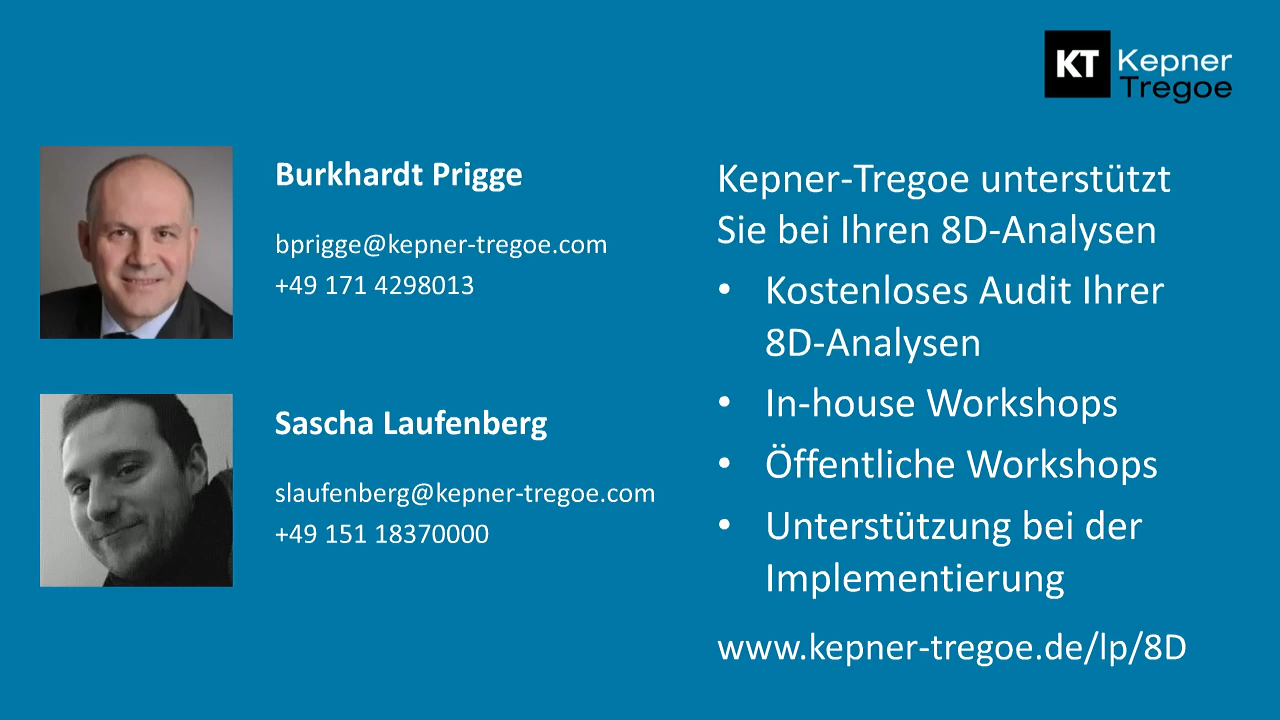 KT Kepner
Tregoe
Burkhardt Prigge
bprigge@kepner-tregoe.com
+49 171 4298013
Sascha Laufenberg
slaufenberg@kepner-tregoe.com
+49 151 18370000
Kepner-Tregoe unterstützt
Sie bei Ihren 8D-Analysen
• Kostenloses Audit Ihrer
8D-Analysen
• In-house Workshops
• Öffentliche Workshops
• Unterstützung bei der
Implementierung
www.kepner-tregoe.de/lp/8D